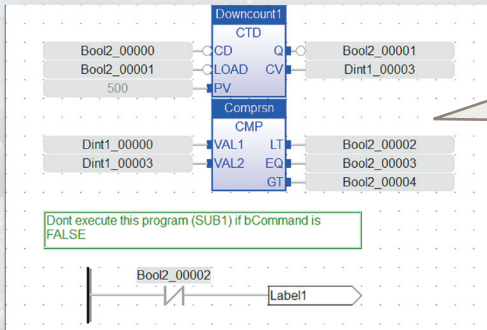 Downcount1
CTD
Bool2_00000 CD Q Bool2_00001
Bool2_00001 LOAD CV Dint1_00003
500 PV
Comprsn
CMP
Dint1_00000 VAL1 LT Bool2_00002
Dint1_00003 VAL2 EQ Bool2_00003
GT Bool2_00004
Dont execute this program (SUB1) if bCommand is
FALSE
Bool2_00002
Label1